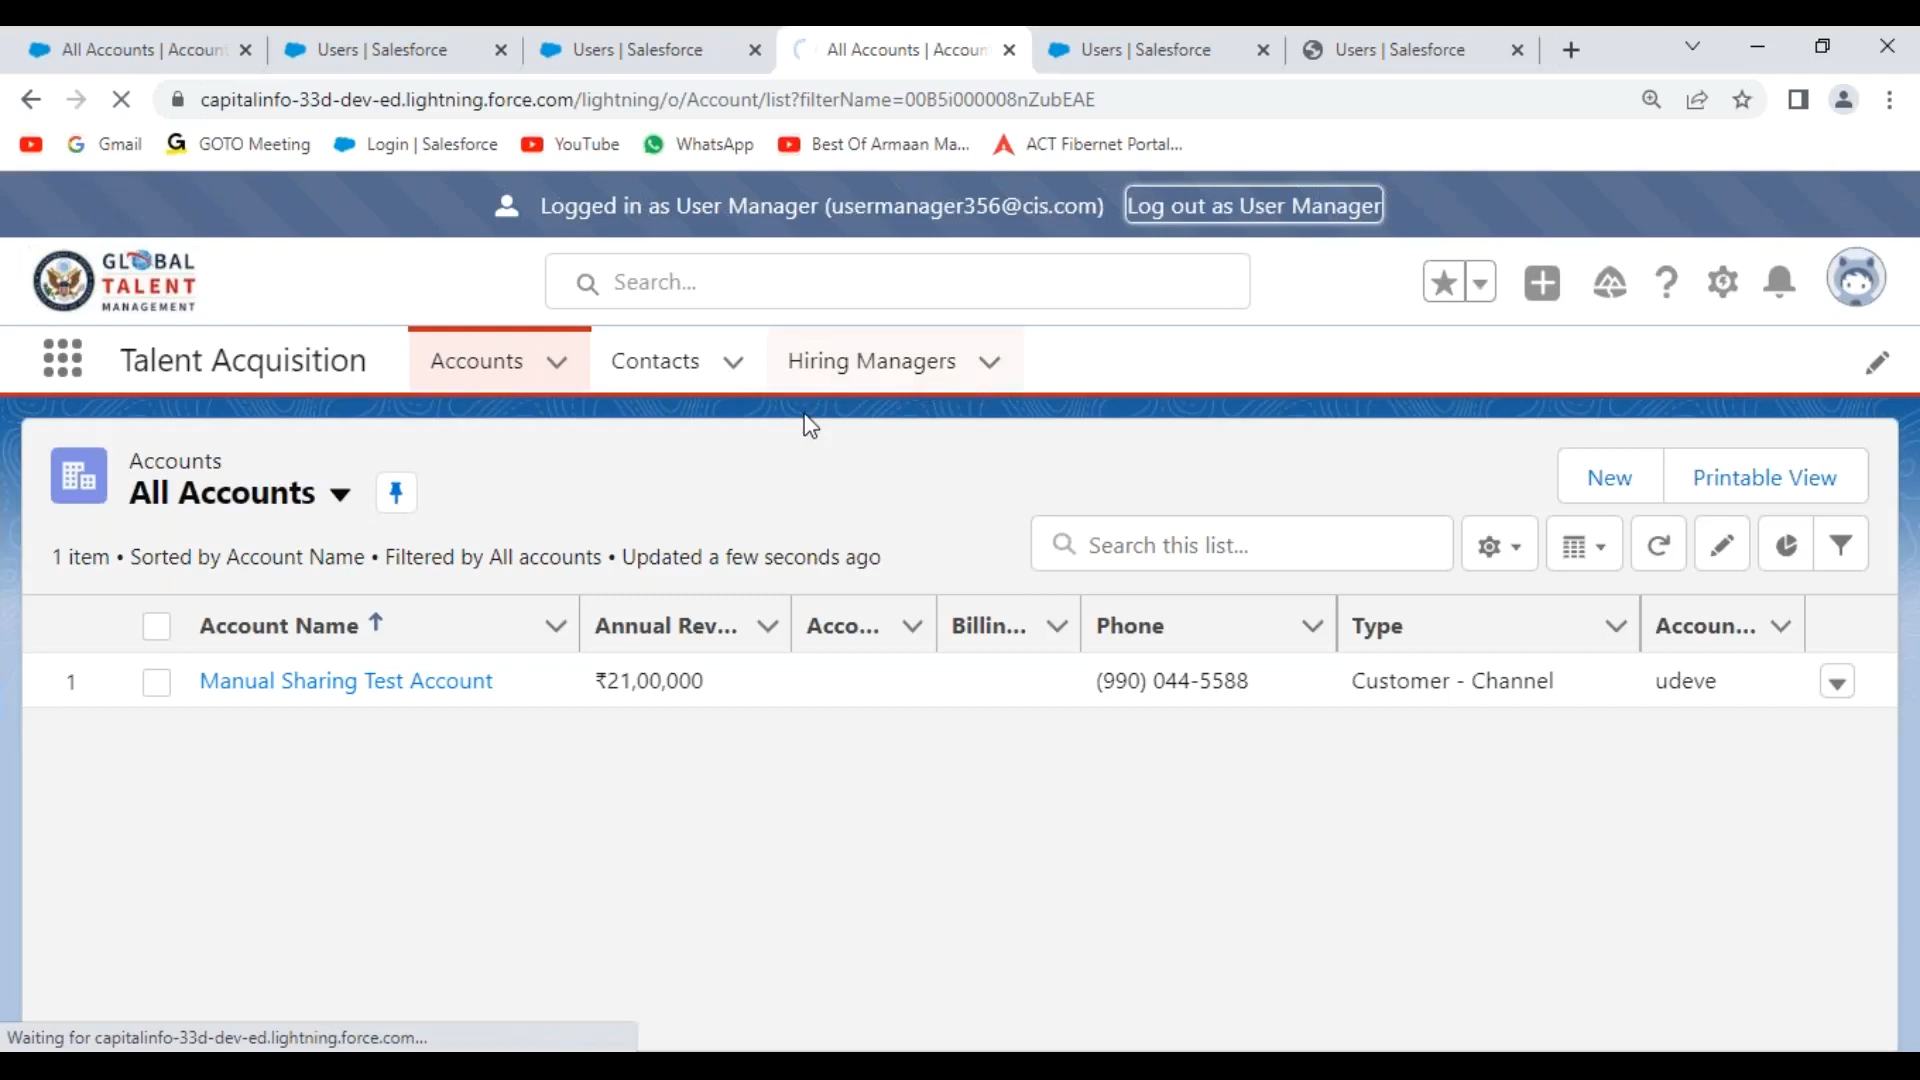 All Accounts | Accoun
Users | Salesforce
Users | Salesforce
All Accounts | Accoun
Users | Salesforce
Users | Salesforce
capitalinfo-33d-dev-ed.lightning.force.com/lightning/o/Account/list?filterName=00B5i000008nZubEAE
Gmail
GOTO Meeting
Login | Salesforce
YouTube
WhatsApp
Best Of Armaan Ma...
ACT Fibernet Portal...
Logged in as User Manager (usermanager356@cis.com)
Log out as User Manager
GLOBAL
TALENT
MANAGEMENT
Search...
Talent Acquisition
Accounts
Contacts
Hiring Managers
Accounts
All Accounts
New
Printable View
1 item • Sorted by Account Name • Filtered by All accounts • Updated a few seconds ago
Search this list...
Account Name
Annual Rev...
Acco...
Billin...
Phone
Type
Accoun...
1
Manual Sharing Test Account
₹21,00,000
(990) 044-5588
Customer - Channel
udeve
Waiting for capitalinfo-33d-dev-ed.lightning.force.com...